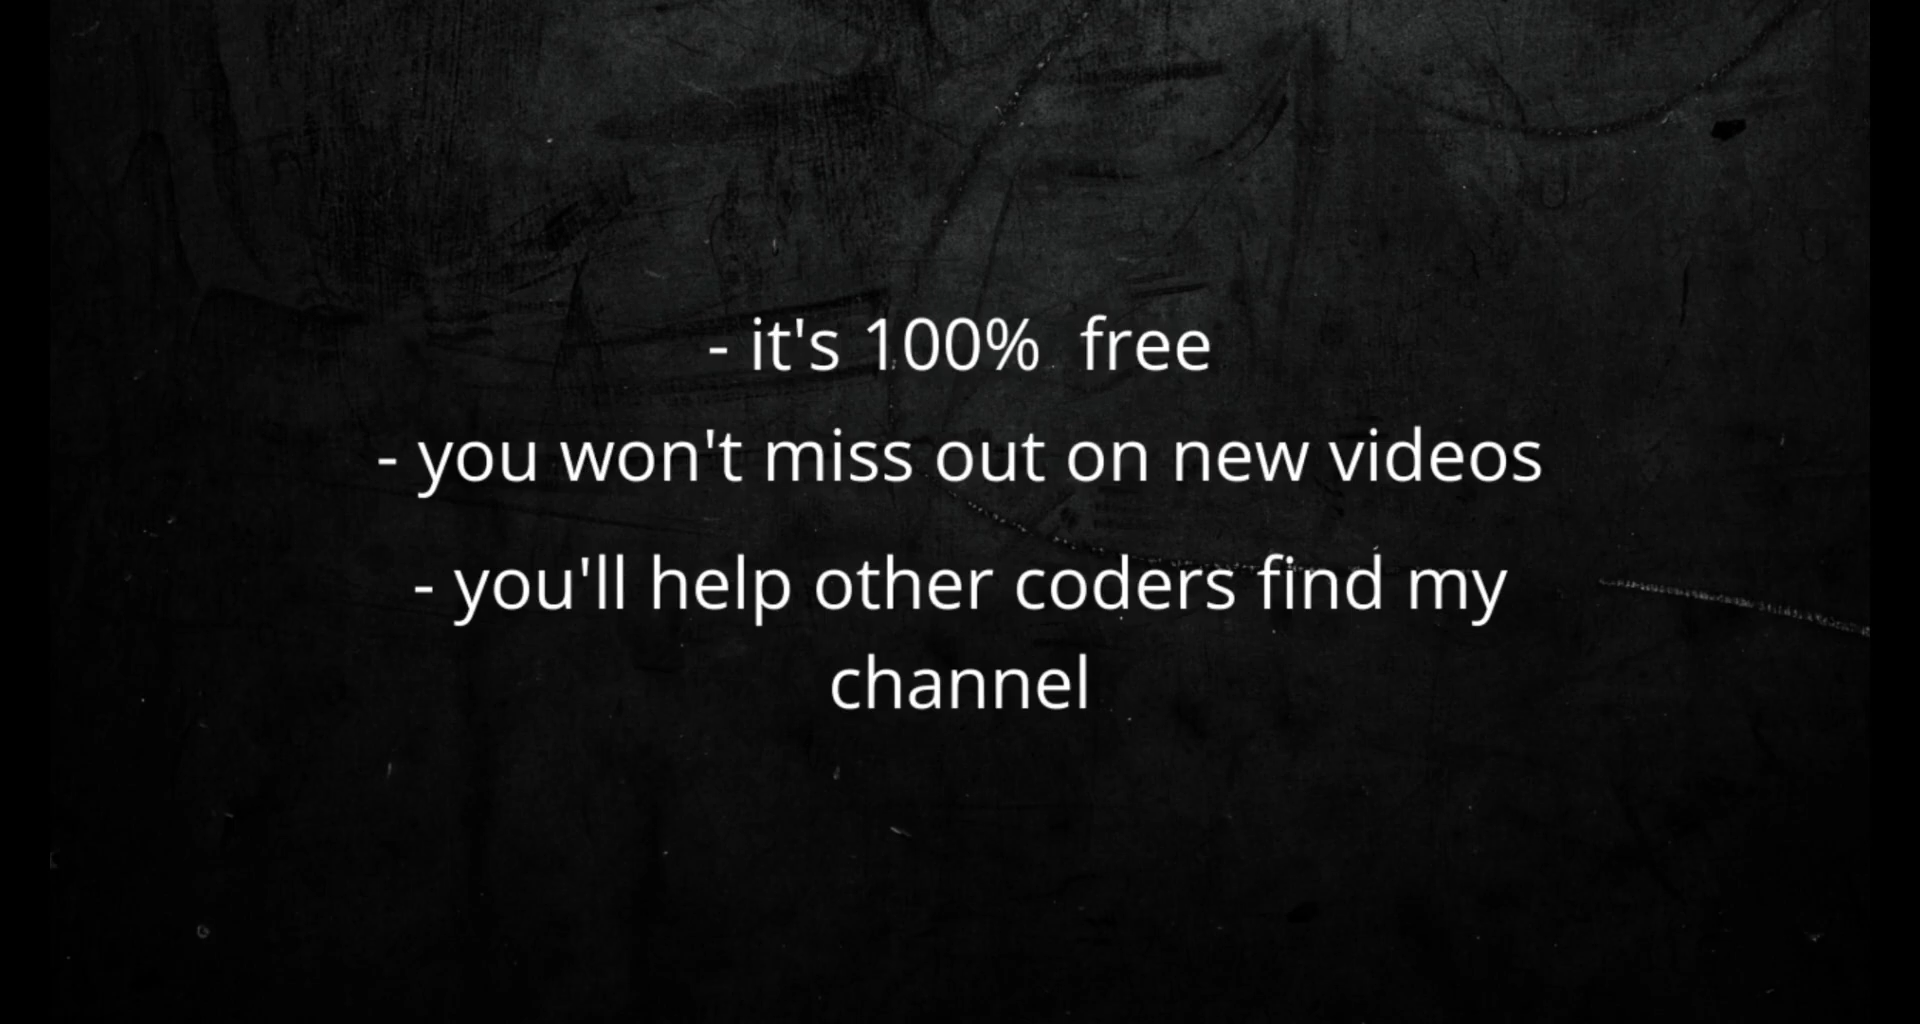 - it's 100%  free
- you won't miss out on new videos
- you'll help other coders find my
channel